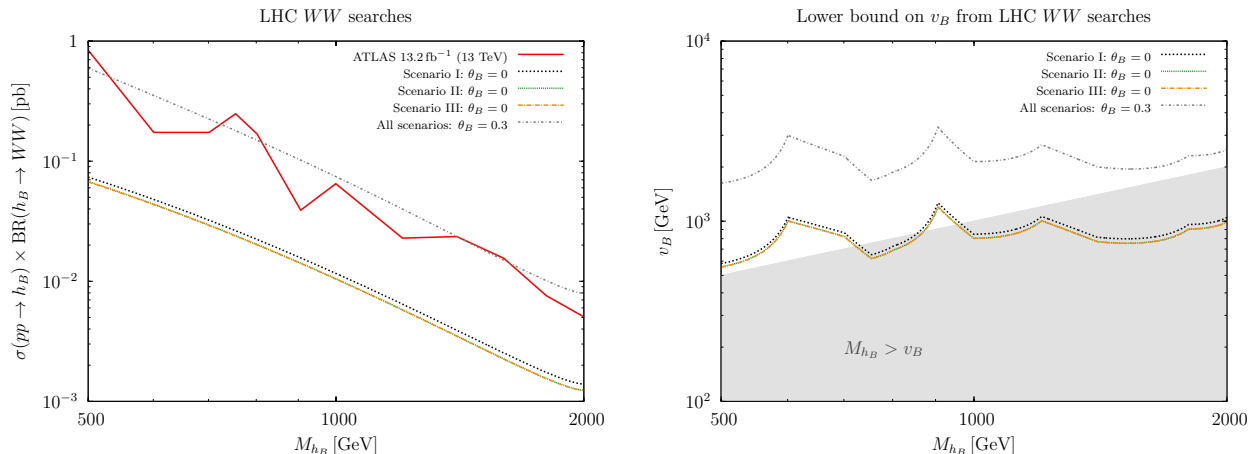 LHC WW searches
σ(pp → h_B) × BR(h_B → WW) [pb]
1
10⁻¹
10⁻²
10⁻³
ATLAS 13.2 fb⁻¹ (13 TeV)
Scenario I: θ_B = 0
Scenario II: θ_B = 0
Scenario III: θ_B = 0
All scenarios: θ_B = 0.3
500
1000
2000
M_{h_B} [GeV]
Lower bound on v_B from LHC WW searches
v_B [GeV]
10⁴
10³
10²
Scenario I: θ_B = 0
Scenario II: θ_B = 0
Scenario III: θ_B = 0
All scenarios: θ_B = 0.3
M_{h_B} > v_B
500
1000
2000
M_{h_B} [GeV]